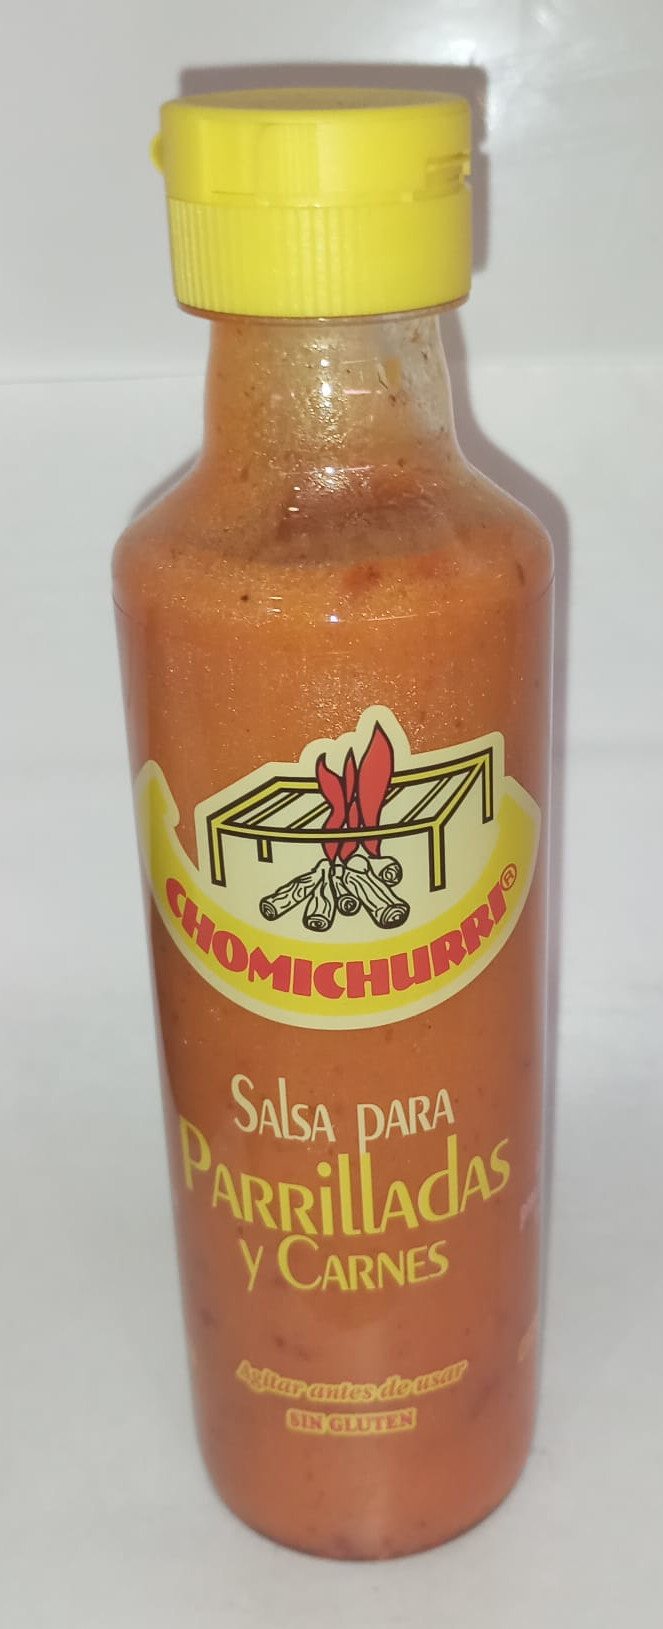 CHOMICHURRI®
SALSA PARA
PARRILLADAS
Y CARNES
Agitar antes de usar
SIN GLUTEN